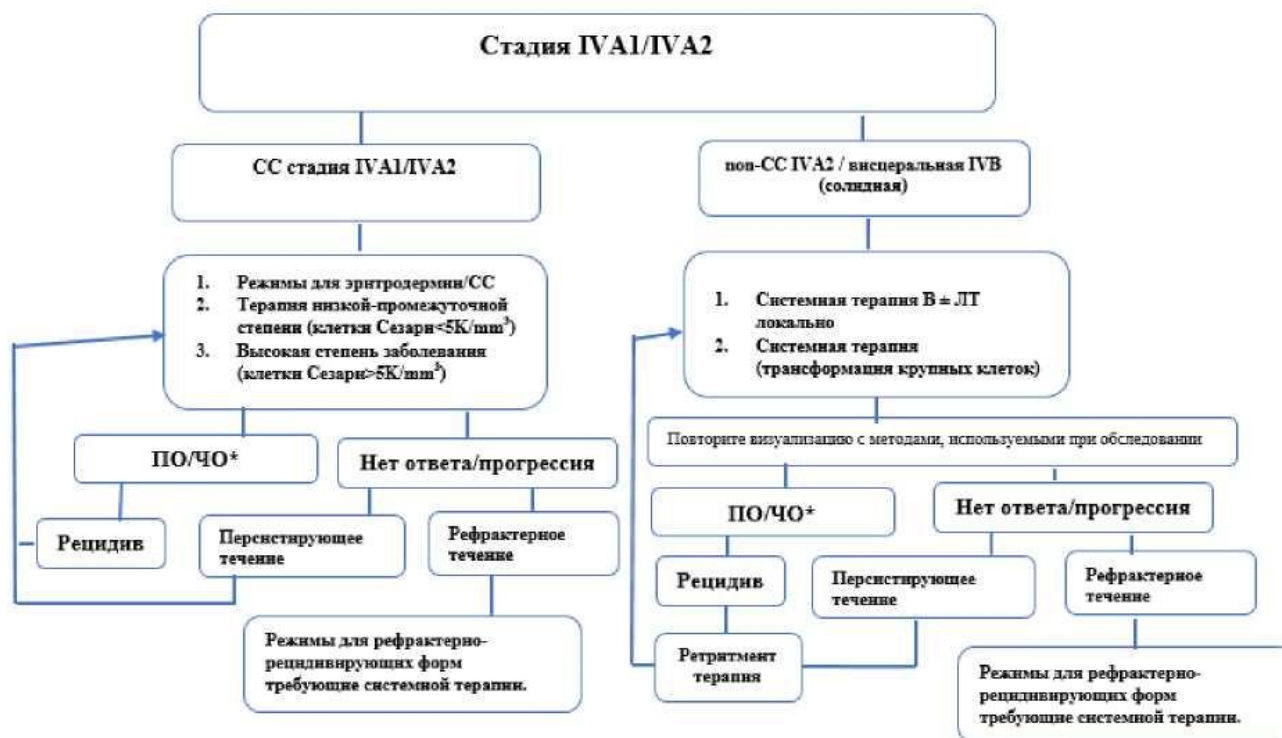 Стадия IVA1/IVA2
СС стадия IVA1/IVA2
non-СС IVA2 / висцеральная IVB
(солидная)
1. Режимы для эритродермии/СС
2. Терапия низкой-промежуточной
степени (клетки Сезари<5K/mm³)
3. Высокая степень заболевания
(клетки Сезари>5K/mm³)
1. Системная терапия В ± ЛТ
локально
2. Системная терапия
(трансформация крупных клеток)
ПО/ЧО*
Нет ответа/прогрессия
Рецидив
Персистирующее
течение
Рефрактерное
течение
Режимы для рефрактерно-
рецидивирующих форм
требующие системной терапии.
Повторите визуализацию с методами, используемыми при обследовании
ПО/ЧО*
Нет ответа/прогрессия
Рецидив
Персистирующее
течение
Рефрактерное
течение
Ретритмент
терапия
Режимы для рефрактерно-
рецидивирующих форм
требующие системной терапии.